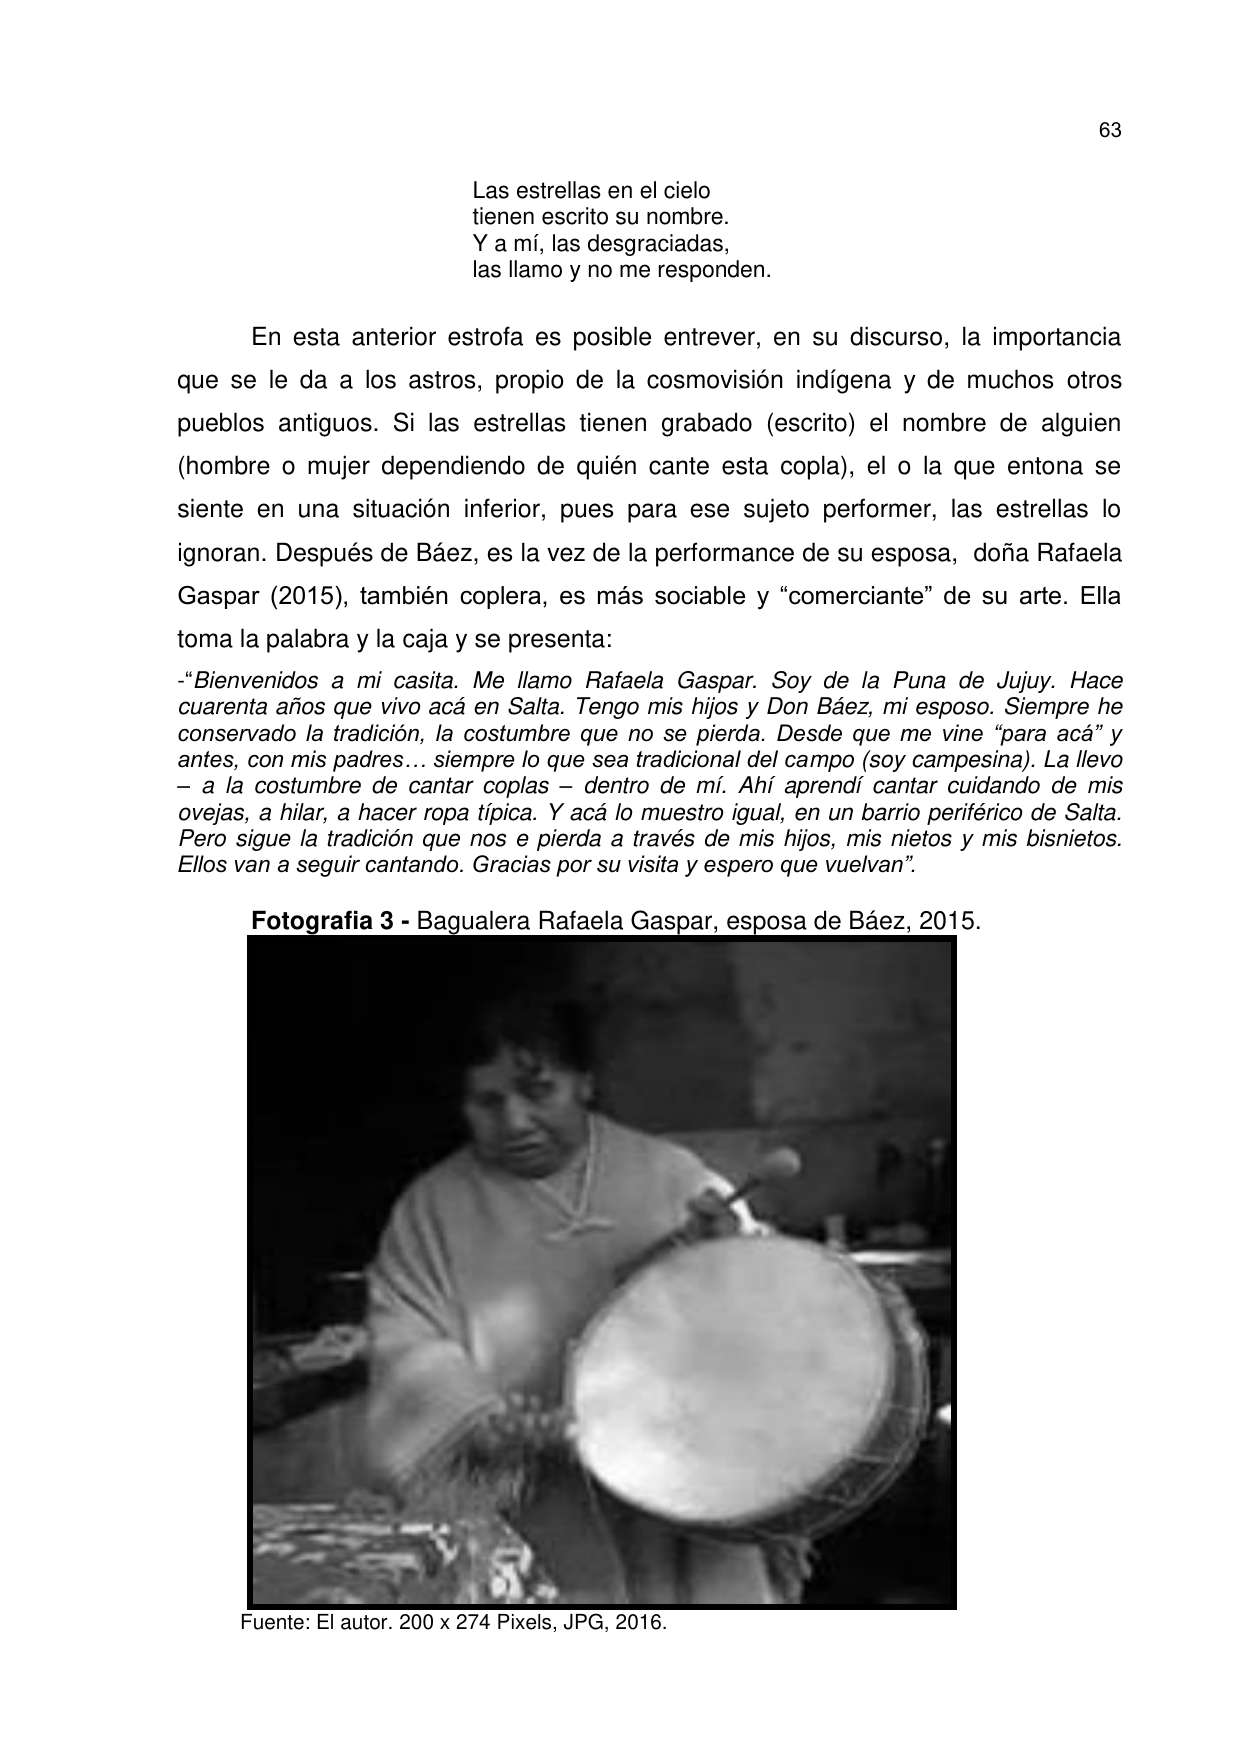 63
Las estrellas en el cielo
tienen escrito su nombre.
Y a mí, las desgraciadas,
las llamo y no me responden.
En esta anterior estrofa es posible entrever, en su discurso, la importancia
que se le da a los astros, propio de la cosmovisión indígena y de muchos otros
pueblos antiguos. Si las estrellas tienen grabado (escrito) el nombre de alguien
(hombre o mujer dependiendo de quién cante esta copla), el o la que entona se
siente en una situación inferior, pues para ese sujeto performer, las estrellas lo
ignoran. Después de Báez, es la vez de la performance de su esposa, doña Rafaela
Gaspar (2015), también coplera, es más sociable y “comerciante” de su arte. Ella
toma la palabra y la caja y se presenta:
-“Bienvenidos a mi casita. Me llamo Rafaela Gaspar. Soy de la Puna de Jujuy. Hace
cuarenta años que vivo acá en Salta. Tengo mis hijos y Don Báez, mi esposo. Siempre he
conservado la tradición, la costumbre que no se pierda. Desde que me vine “para acá” y
antes, con mis padres… siempre lo que sea tradicional del campo (soy campesina). La llevo
– a la costumbre de cantar coplas – dentro de mí. Ahí aprendí cantar cuidando de mis
ovejas, a hilar, a hacer ropa típica. Y acá lo muestro igual, en un barrio periférico de Salta.
Pero sigue la tradición que nos e pierda a través de mis hijos, mis nietos y mis bisnietos.
Ellos van a seguir cantando. Gracias por su visita y espero que vuelvan”.
Fotografia 3 - Bagualera Rafaela Gaspar, esposa de Báez, 2015.
Fuente: El autor. 200 x 274 Pixels, JPG, 2016.